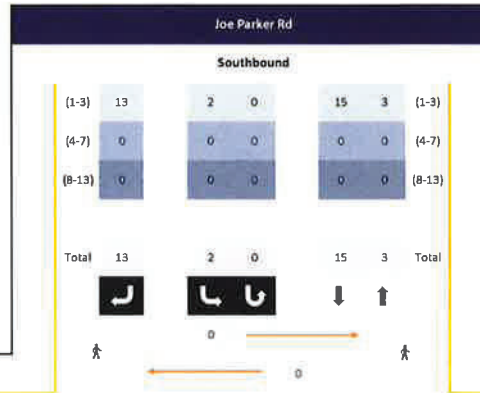 Joe Parker Rd
Southbound
(1-3) 13 2 0 15 3 (1-3)
(4-7) 0 0 0 0 0 (4-7)
(8-13) 0 0 0 0 0 (8-13)
Total 13 2 0 15 3 Total
0
0